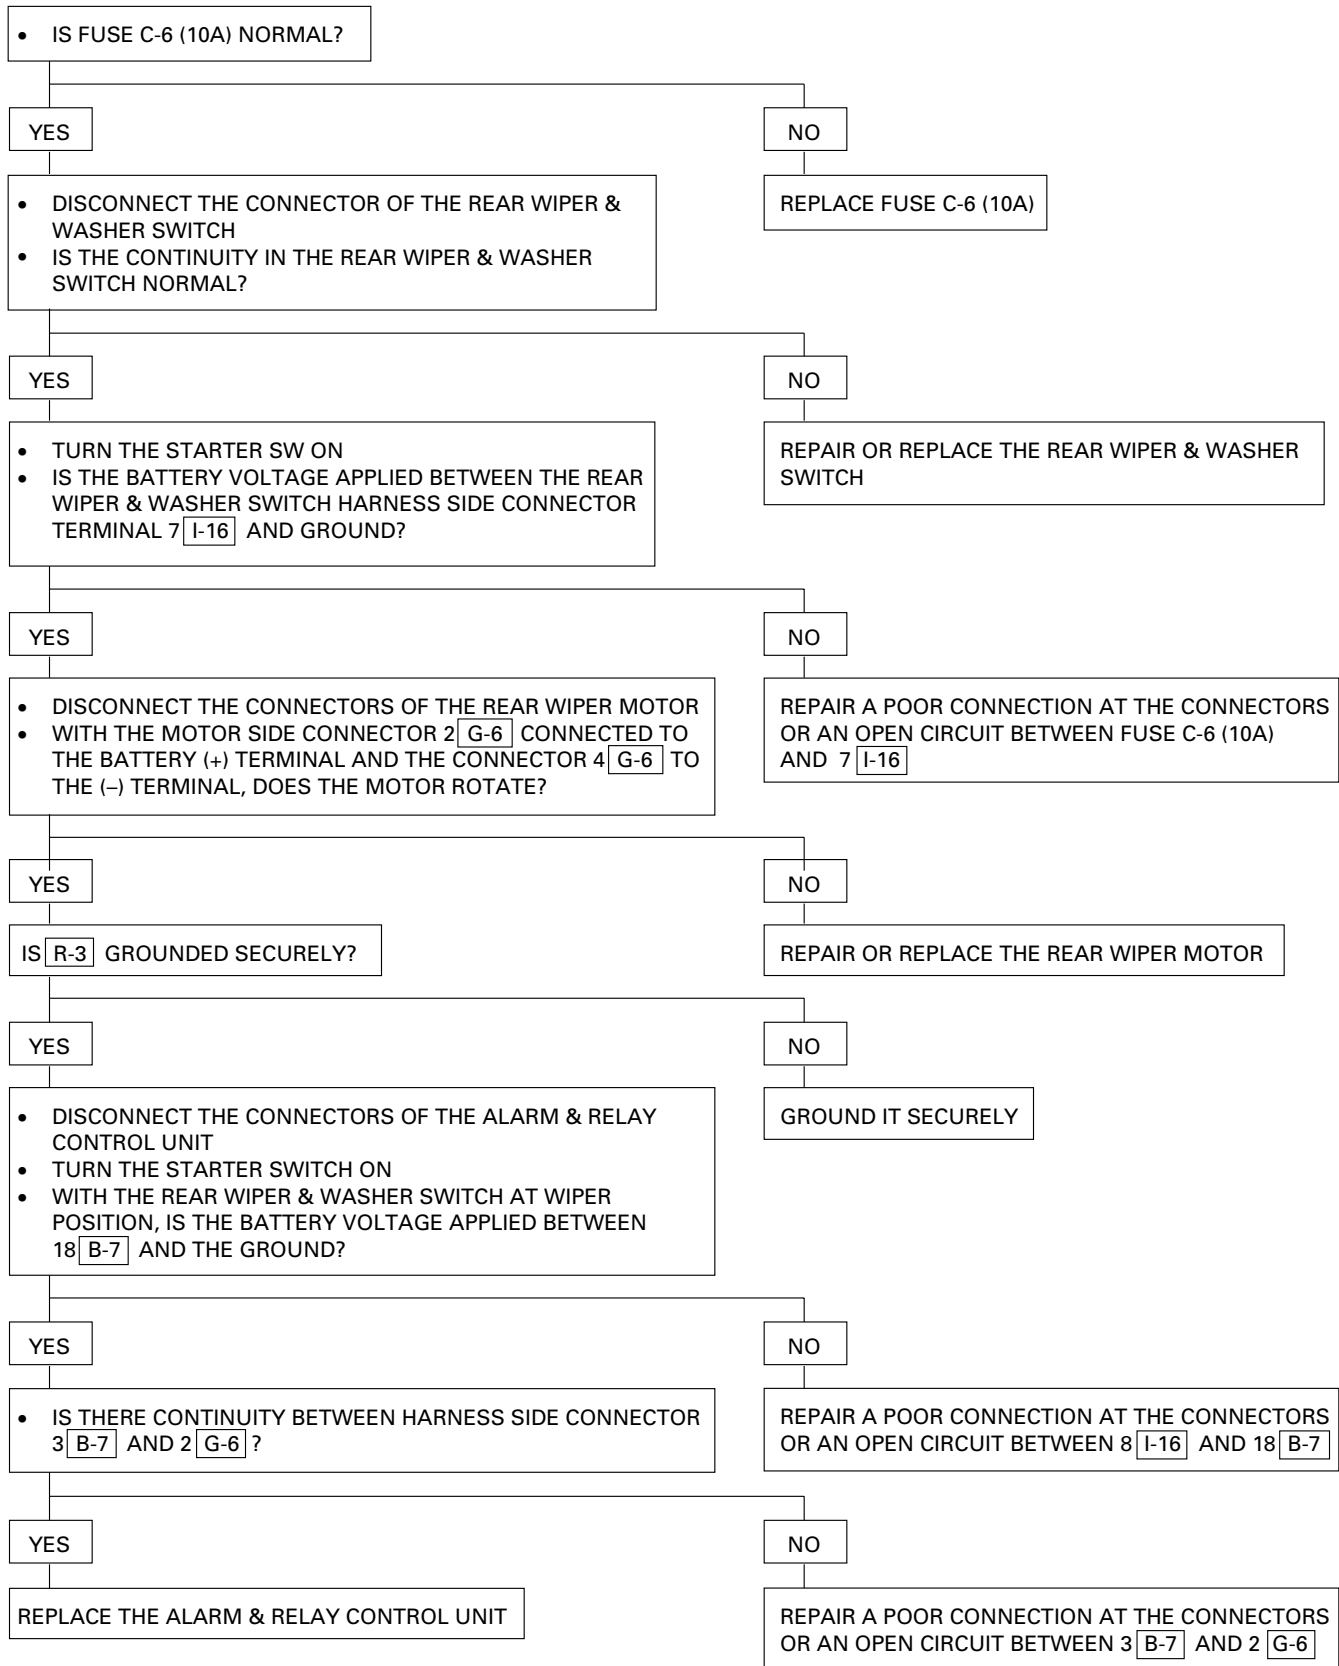 • IS FUSE C-6 (10A) NORMAL?
YES
NO
• DISCONNECT THE CONNECTOR OF THE REAR WIPER &
WASHER SWITCH
• IS THE CONTINUITY IN THE REAR WIPER & WASHER
SWITCH NORMAL?
REPLACE FUSE C-6 (10A)
YES
NO
• TURN THE STARTER SW ON
• IS THE BATTERY VOLTAGE APPLIED BETWEEN THE REAR
WIPER & WASHER SWITCH HARNESS SIDE CONNECTOR
TERMINAL 7 I-16 AND GROUND?
REPAIR OR REPLACE THE REAR WIPER & WASHER
SWITCH
YES
NO
• DISCONNECT THE CONNECTORS OF THE REAR WIPER MOTOR
• WITH THE MOTOR SIDE CONNECTOR 2 G-6 CONNECTED TO
THE BATTERY (+) TERMINAL AND THE CONNECTOR 4 G-6 TO
THE (–) TERMINAL, DOES THE MOTOR ROTATE?
REPAIR A POOR CONNECTION AT THE CONNECTORS
OR AN OPEN CIRCUIT BETWEEN FUSE C-6 (10A)
AND 7 I-16
YES
NO
IS R-3 GROUNDED SECURELY?
REPAIR OR REPLACE THE REAR WIPER MOTOR
YES
NO
• DISCONNECT THE CONNECTORS OF THE ALARM & RELAY
CONTROL UNIT
• TURN THE STARTER SWITCH ON
• WITH THE REAR WIPER & WASHER SWITCH AT WIPER
POSITION, IS THE BATTERY VOLTAGE APPLIED BETWEEN
18 B-7 AND THE GROUND?
GROUND IT SECURELY
YES
NO
• IS THERE CONTINUITY BETWEEN HARNESS SIDE CONNECTOR
3 B-7 AND 2 G-6 ?
REPAIR A POOR CONNECTION AT THE CONNECTORS
OR AN OPEN CIRCUIT BETWEEN 8 I-16 AND 18 B-7
YES
NO
REPLACE THE ALARM & RELAY CONTROL UNIT
REPAIR A POOR CONNECTION AT THE CONNECTORS
OR AN OPEN CIRCUIT BETWEEN 3 B-7 AND 2 G-6